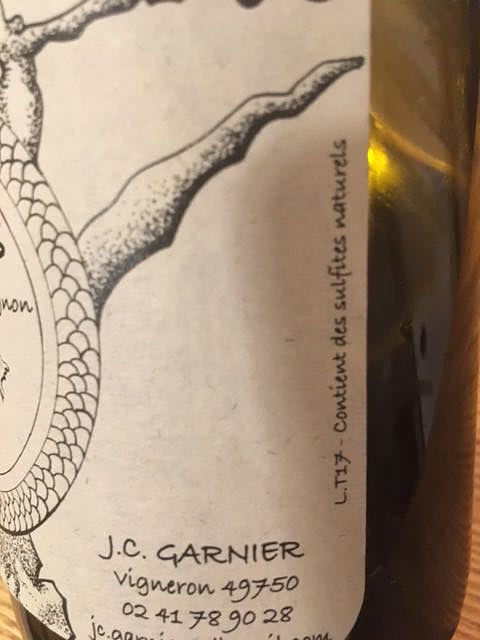 L.T17 - Contient des sulfites naturels
J.C. GARNIER
vigneron 49750
02 41 78 90 28